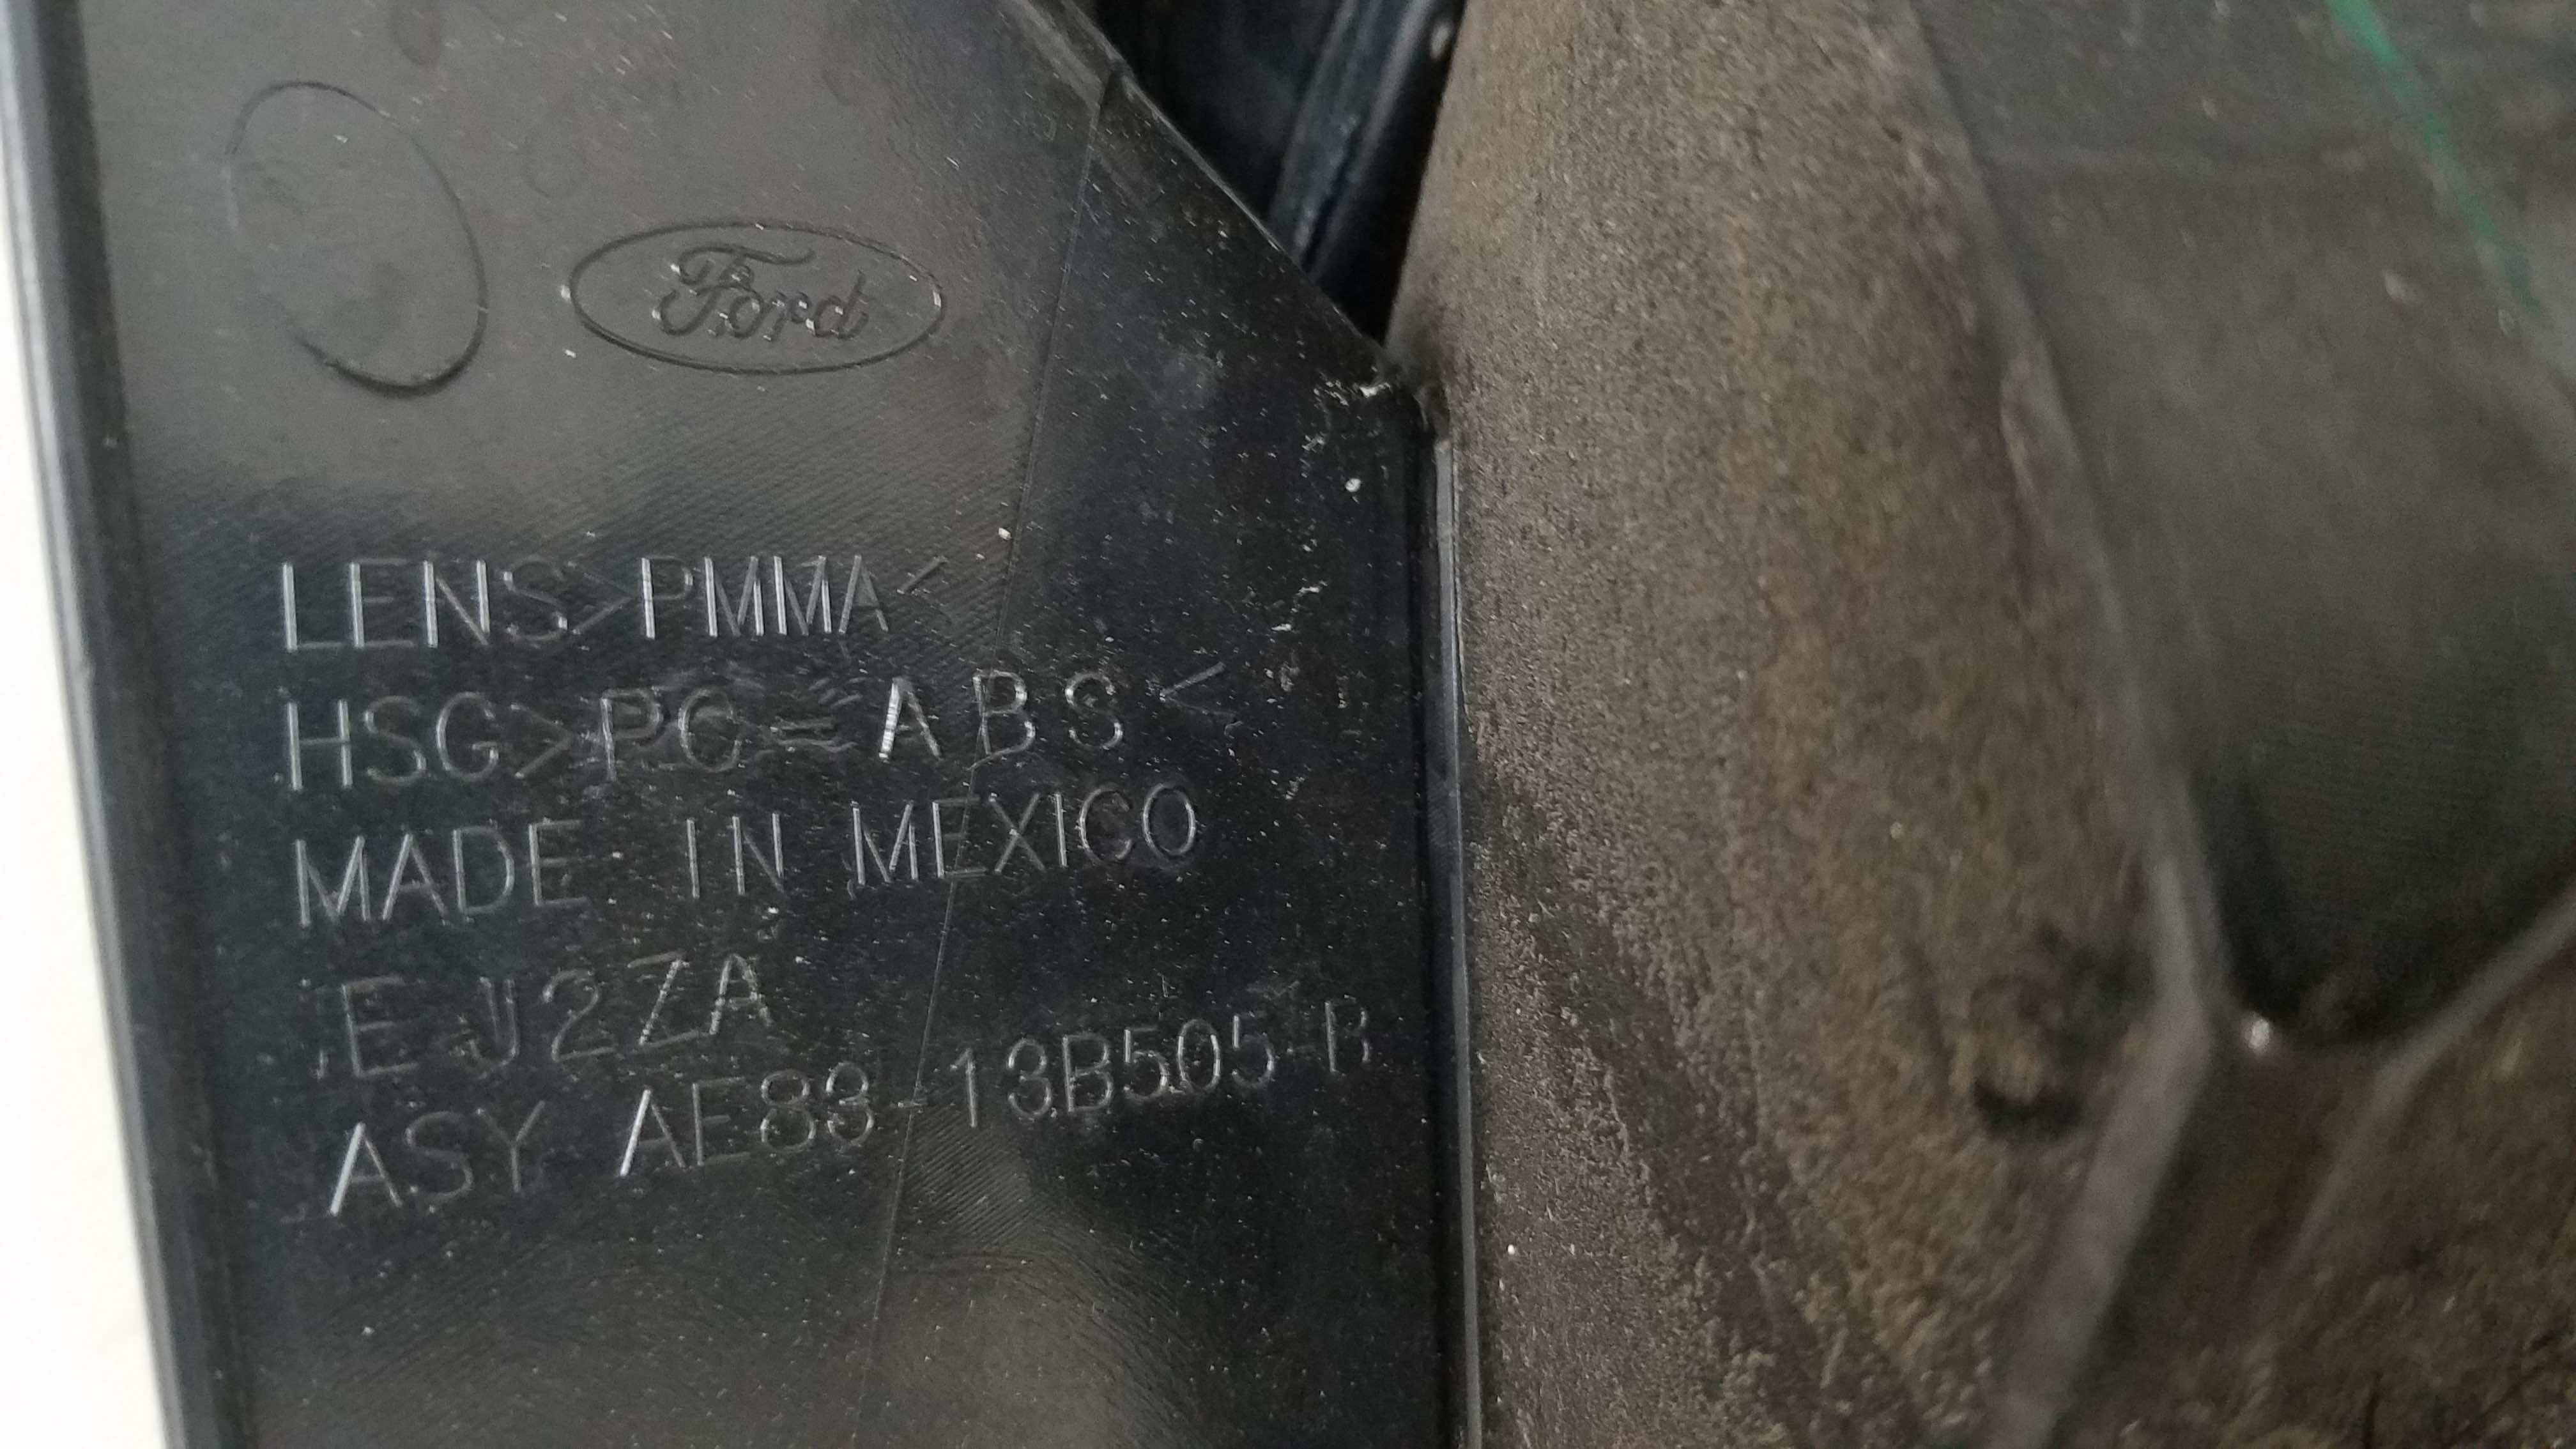 Ford
LENS>PMMA<
HSG>PC=ABS<
MADE IN MEXICO
EJ2ZA
ASY AE83-13B505-B